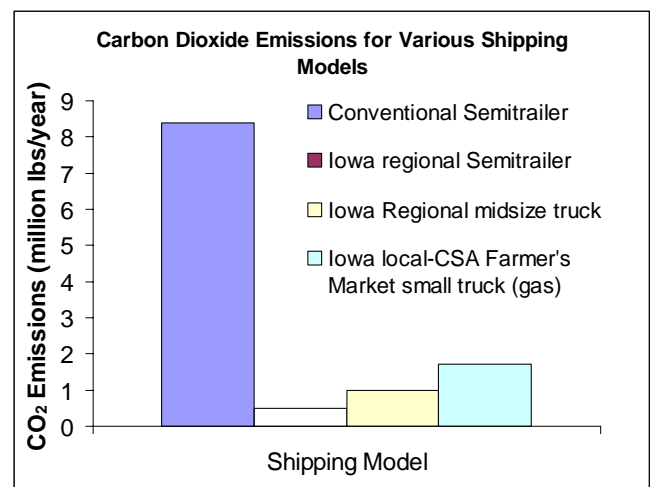 Carbon Dioxide Emissions for Various Shipping
Models
CO₂ Emissions (million lbs/year)
9
8
7
6
5
4
3
2
1
0
Conventional Semitrailer
Iowa regional Semitrailer
Iowa Regional midsize truck
Iowa local-CSA Farmer's
Market small truck (gas)
Shipping Model